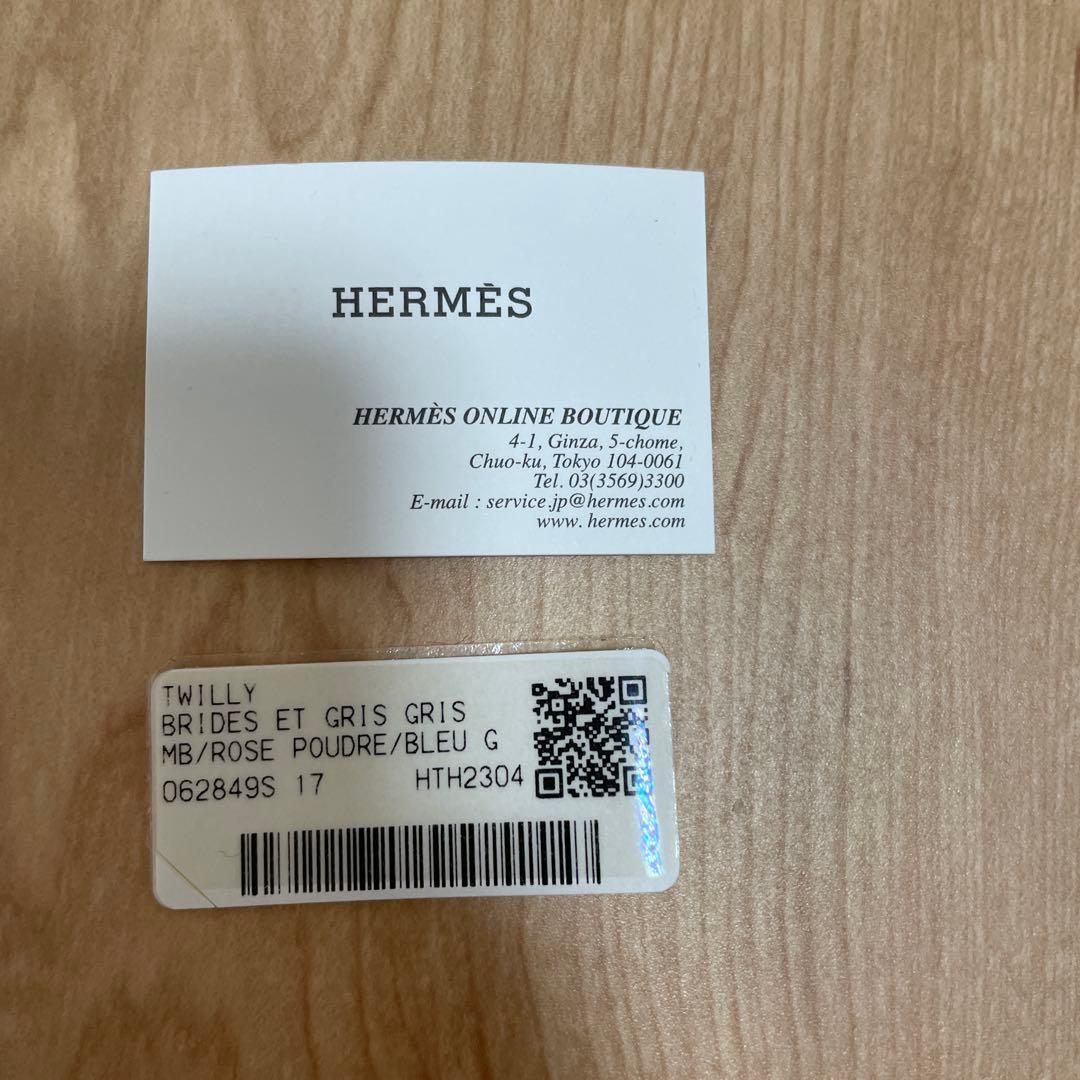 HERMÈS
HERMÈS ONLINE BOUTIQUE
4-1, Ginza, 5-chome,
Chuo-ku, Tokyo 104-0061
Tel. 03(3569)3300
E-mail : service.jp@hermes.com
www. hermes.com
TWILLY
BRIDES ET GRIS GRIS
MB/ROSE POUDRE/BLEU G
062849S 17 HTH2304